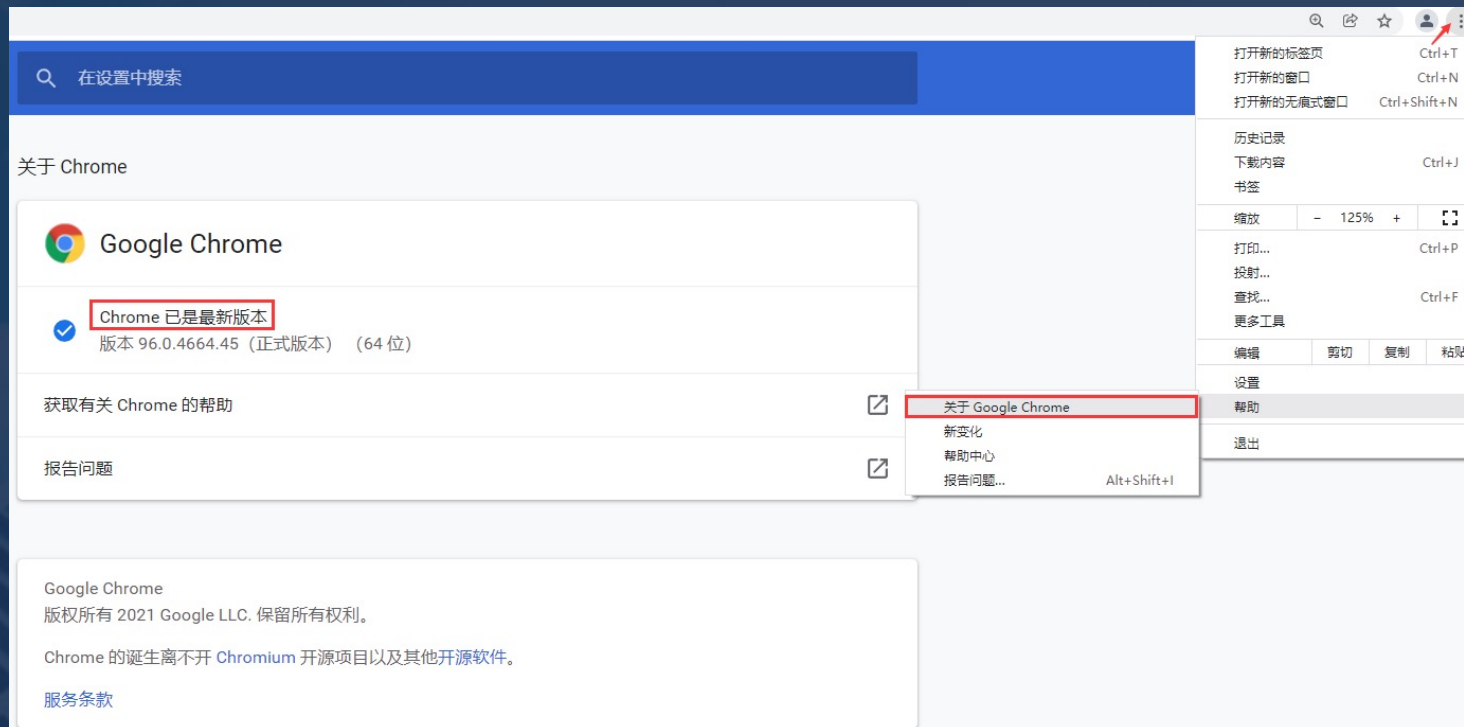 在设置中搜索
关于 Chrome
Google Chrome
Chrome 已是最新版本
版本 96.0.4664.45（正式版本） （64 位）
获取有关 Chrome 的帮助
报告问题
Google Chrome
版权所有 2021 Google LLC. 保留所有权利。
Chrome 的诞生离不开 Chromium 开源项目以及其他开源软件。
服务条款
打开新的标签页 Ctrl+T
打开新的窗口 Ctrl+N
打开新的无痕式窗口 Ctrl+Shift+N
历史记录
下载内容 Ctrl+J
书签
缩放 - 125% +
打印... Ctrl+P
投射...
查找... Ctrl+F
更多工具
编辑 剪切 复制 粘贴
设置
帮助
退出
关于 Google Chrome
新变化
帮助中心
报告问题... Alt+Shift+I